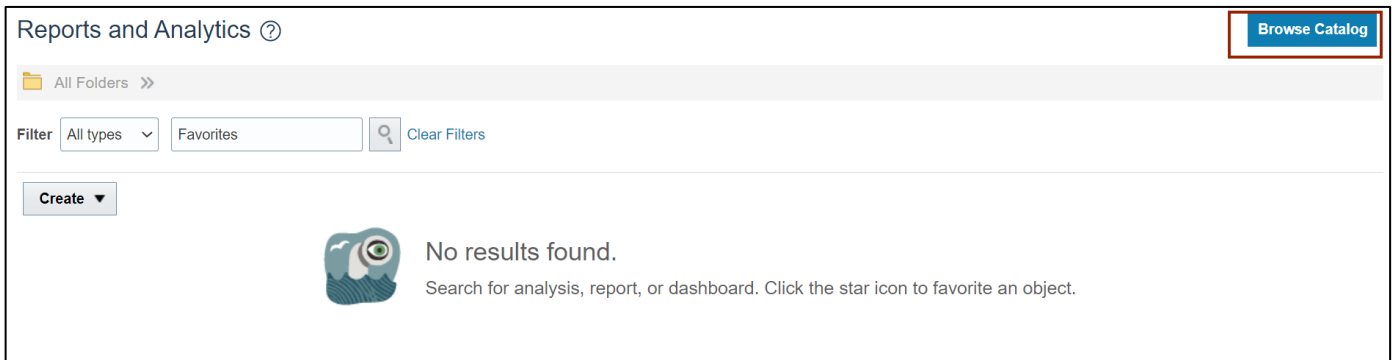 Reports and Analytics ?
Browse Catalog
All Folders »
Filter All types Favorites Clear Filters
Create
No results found.
Search for analysis, report, or dashboard. Click the star icon to favorite an object.